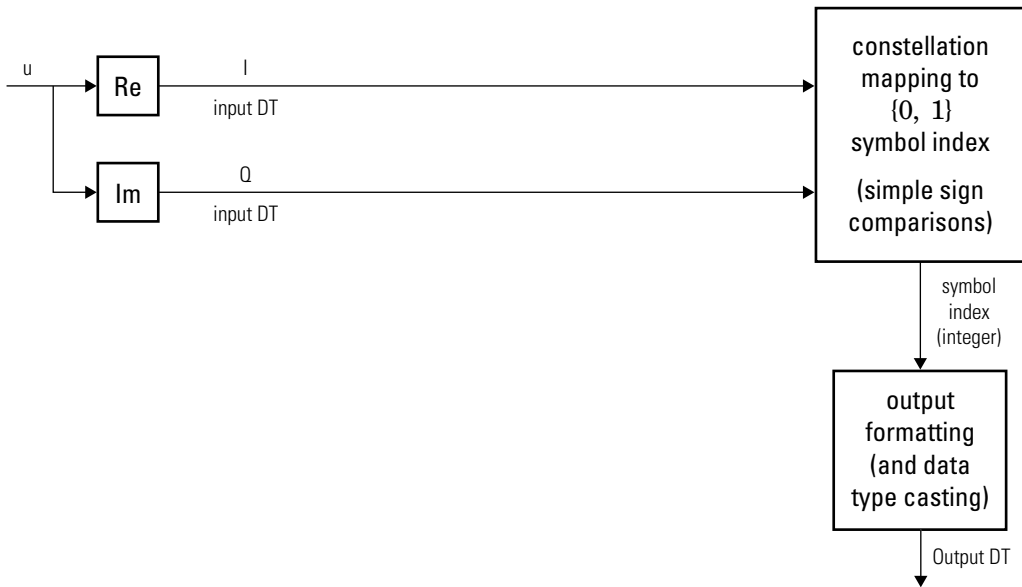 u
Re
I
input DT
Im
Q
input DT
constellation
mapping to
{0, 1}
symbol index
(simple sign
comparisons)
symbol
index
(integer)
output
formatting
(and data
type casting)
Output DT